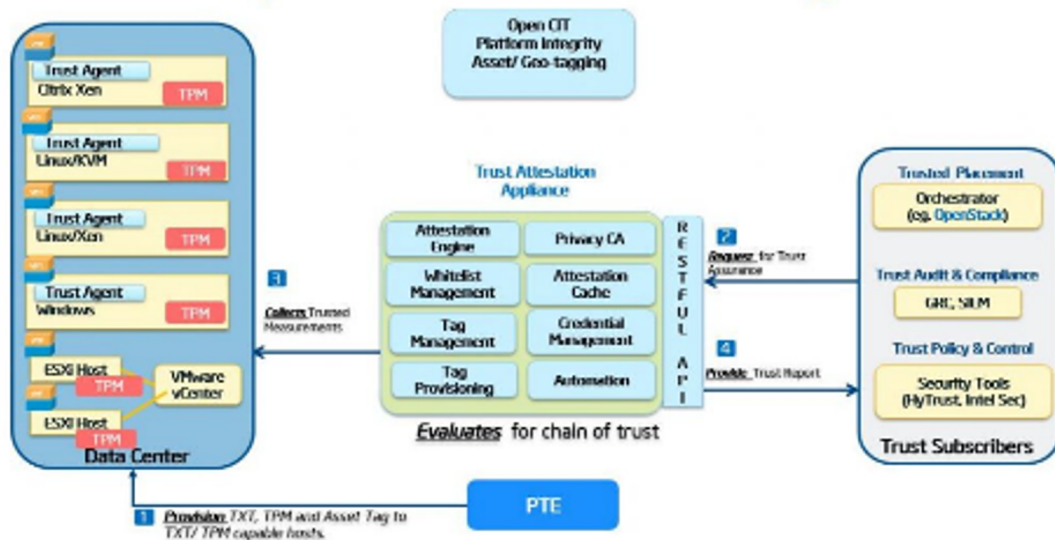 Open CIT
Platform Integrity
Asset/ Geo-tagging
Trust Agent
Citrix Xen
TPM
Trust Agent
Linux/KVM
TPM
Trust Agent
Linux/Xen
TPM
Trust Agent
Windows
TPM
ESXi Host
TPM
VMware
vCenter
ESXi Host
TPM
Data Center
3
Collects Trusted
Measurements
Trust Attestation
Appliance
Attestation
Engine
Privacy CA
Whitelist
Management
Attestation
Cache
Tag
Management
Credential
Management
Tag
Provisioning
Automation
RESTFUL API
Evaluates for chain of trust
2
Request for Trust
Assurance
4
Provide Trust Report
Trusted Placement
Orchestrator
(eg. OpenStack)
Trust Audit & Compliance
GRC, SIEM
Trust Policy & Control
Security Tools
(HyTrust, Intel Sec)
Trust Subscribers
PTE
1
Provision TXT, TPM and Asset Tag to
TXT/ TPM capable hosts.